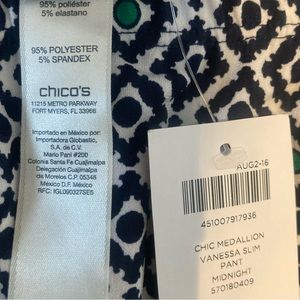 95% poliéster
5% elastano
95% POLYESTER
5% SPANDEX
chico's
11215 METRO PARKWAY
FORT MYERS, FL 33966
Importado en México por:
Importadora Globastic,
S.A. de C.V.
Mario Pani #200
Colonia Santa Fe Cuajimalpa
Delegación Cuajimalpa
de Morelos C.P. 05348
México D.F. México
RFC: IGL090327SE5
AUG2-16
451007917936
CHIC MEDALLION
VANESSA SLIM
PANT
MIDNIGHT
570180409